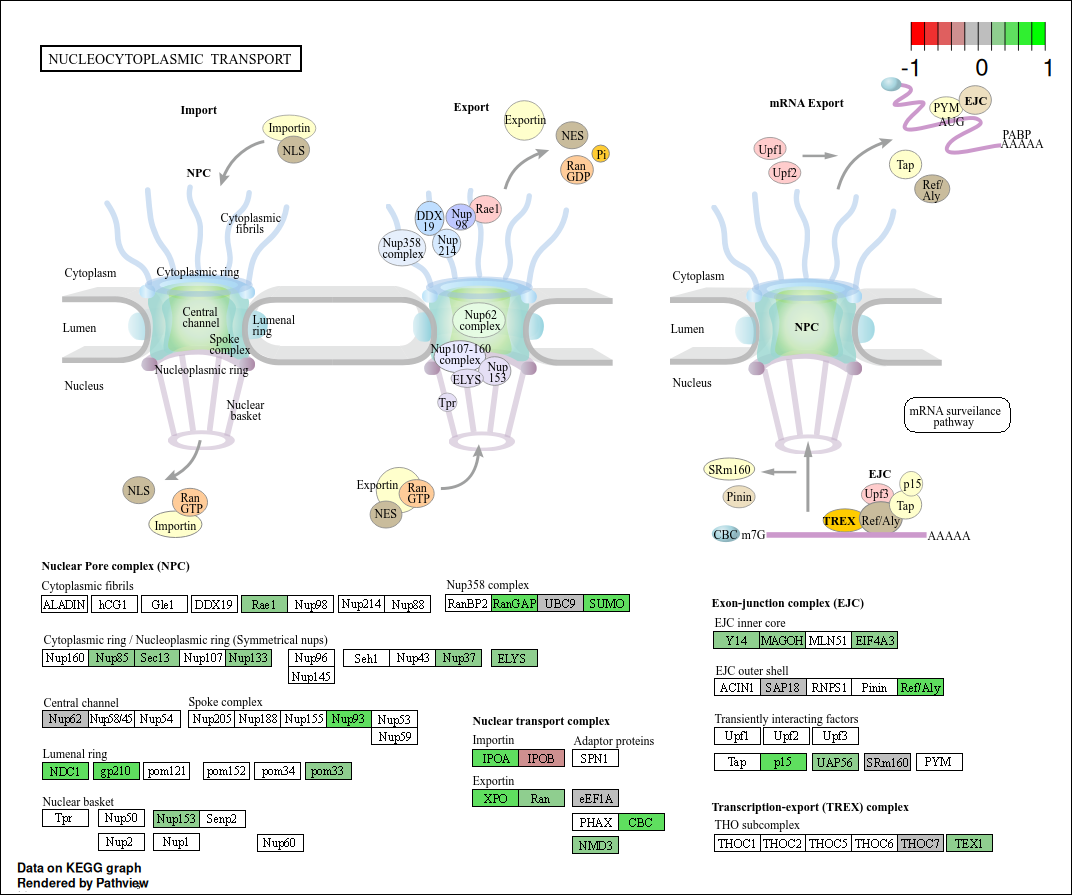 NUCLEOCYTOPLASMIC TRANSPORT
-1 0 1
Import
Importin
NLS
NPC
Cytoplasmic
fibrils
Cytoplasm
Cytoplasmic ring
Central
channel
Lumenal
ring
Lumen
Spoke
complex
Nucleoplasmic ring
Nucleus
Nuclear
basket
NLS
Ran
GTP
Importin
Export
Exportin
NES
Pi
Ran
GDP
DDX
19
Nup
98
Rae1
Nup358
complex
Nup
214
Nup62
complex
Nup107-160
complex
Nup
153
ELYS
Tpr
Exportin
Ran
GTP
NES
mRNA Export
PYM
EJC
AUG
PABP
AAAAA
Upf1
Upf2
Tap
Ref/
Aly
Cytoplasm
Lumen
NPC
Nucleus
mRNA surveilance
pathway
SRm160
Pinin
EJC
Upf3
p15
Tap
TREX
Ref/Aly
CBC
m7G
AAAAA
Nuclear Pore complex (NPC)
Cytoplasmic fibrils
ALADIN hCG1 Gle1 DDX19 Rae1 Nup98 Nup214 Nup88
Nup358 complex
RanBP2 RanGAP UBC9 SUMO
Cytoplasmic ring / Nucleoplasmic ring (Symmetrical nups)
Nup160 Nup85 Sec13 Nup107 Nup133 Nup96 Seh1 Nup43 Nup37 ELYS
Nup145
Central channel
Nup62 Nup58/45 Nup54
Spoke complex
Nup205 Nup188 Nup155 Nup93 Nup53
Nup59
Lumenal ring
NDC1 gp210 pom121 pom152 pom34 pom33
Nuclear basket
Tpr Nup50 Nup153 Senp2
Nup2 Nup1 Nup60
Nuclear transport complex
Importin
IPOA IPOB
Adaptor proteins
SPN1
Exportin
XPO Ran eEF1A
PHAX CBC
NMD3
Exon-junction complex (EJC)
EJC inner core
Y14 MAGOH MLN51 EIF4A3
EJC outer shell
ACIN1 SAP18 RNPS1 Pinin Ref/Aly
Transiently interacting factors
Upf1 Upf2 Upf3
Tap p15 UAP56 SRm160 PYM
Transcription-export (TREX) complex
THO subcomplex
THOC1 THOC2 THOC5 THOC6 THOC7 TEX1
Data on KEGG graph
Rendered by Pathview